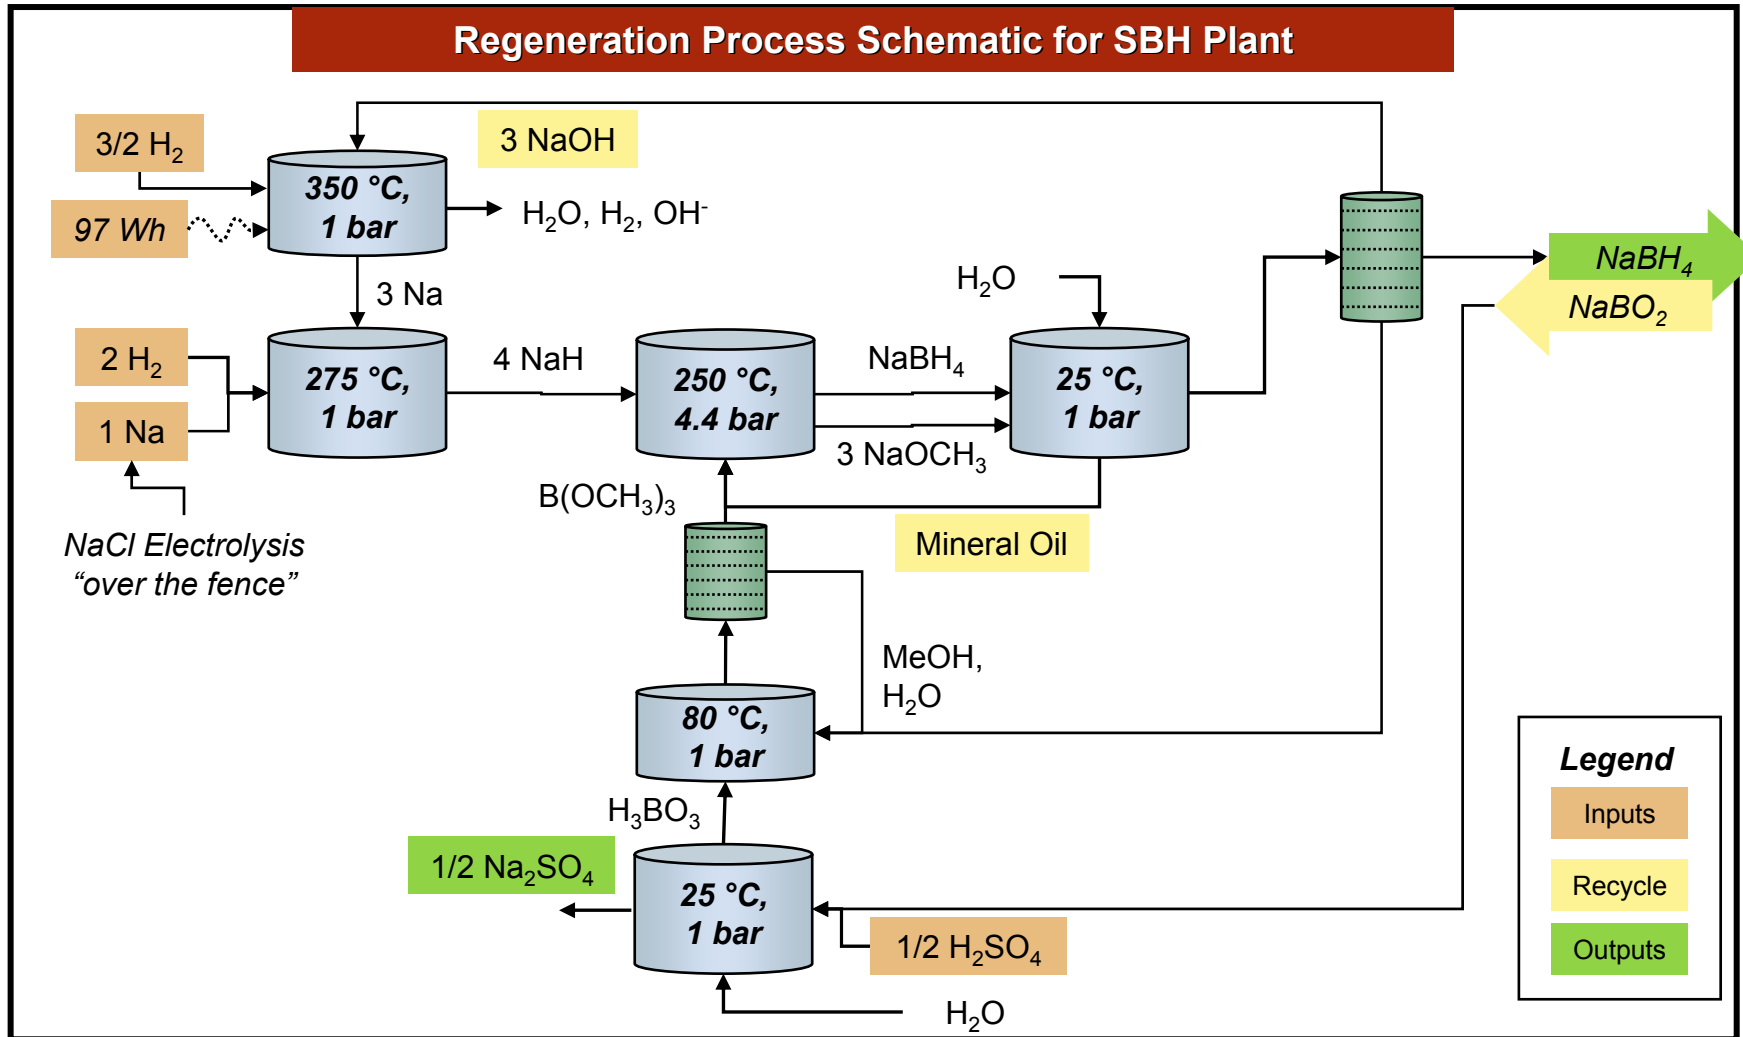 Regeneration Process Schematic for SBH Plant
3/2 H₂
3 NaOH
350 °C,
1 bar
97 Wh
H₂O, H₂, OH⁻
3 Na
H₂O
NaBH₄
NaBO₂
2 H₂
1 Na
275 °C,
1 bar
4 NaH
250 °C,
4.4 bar
NaBH₄
3 NaOCH₃
25 °C,
1 bar
B(OCH₃)₃
Mineral Oil
NaCl Electrolysis
“over the fence”
MeOH,
H₂O
80 °C,
1 bar
H₃BO₃
1/2 Na₂SO₄
25 °C,
1 bar
1/2 H₂SO₄
H₂O
Legend
Inputs
Recycle
Outputs